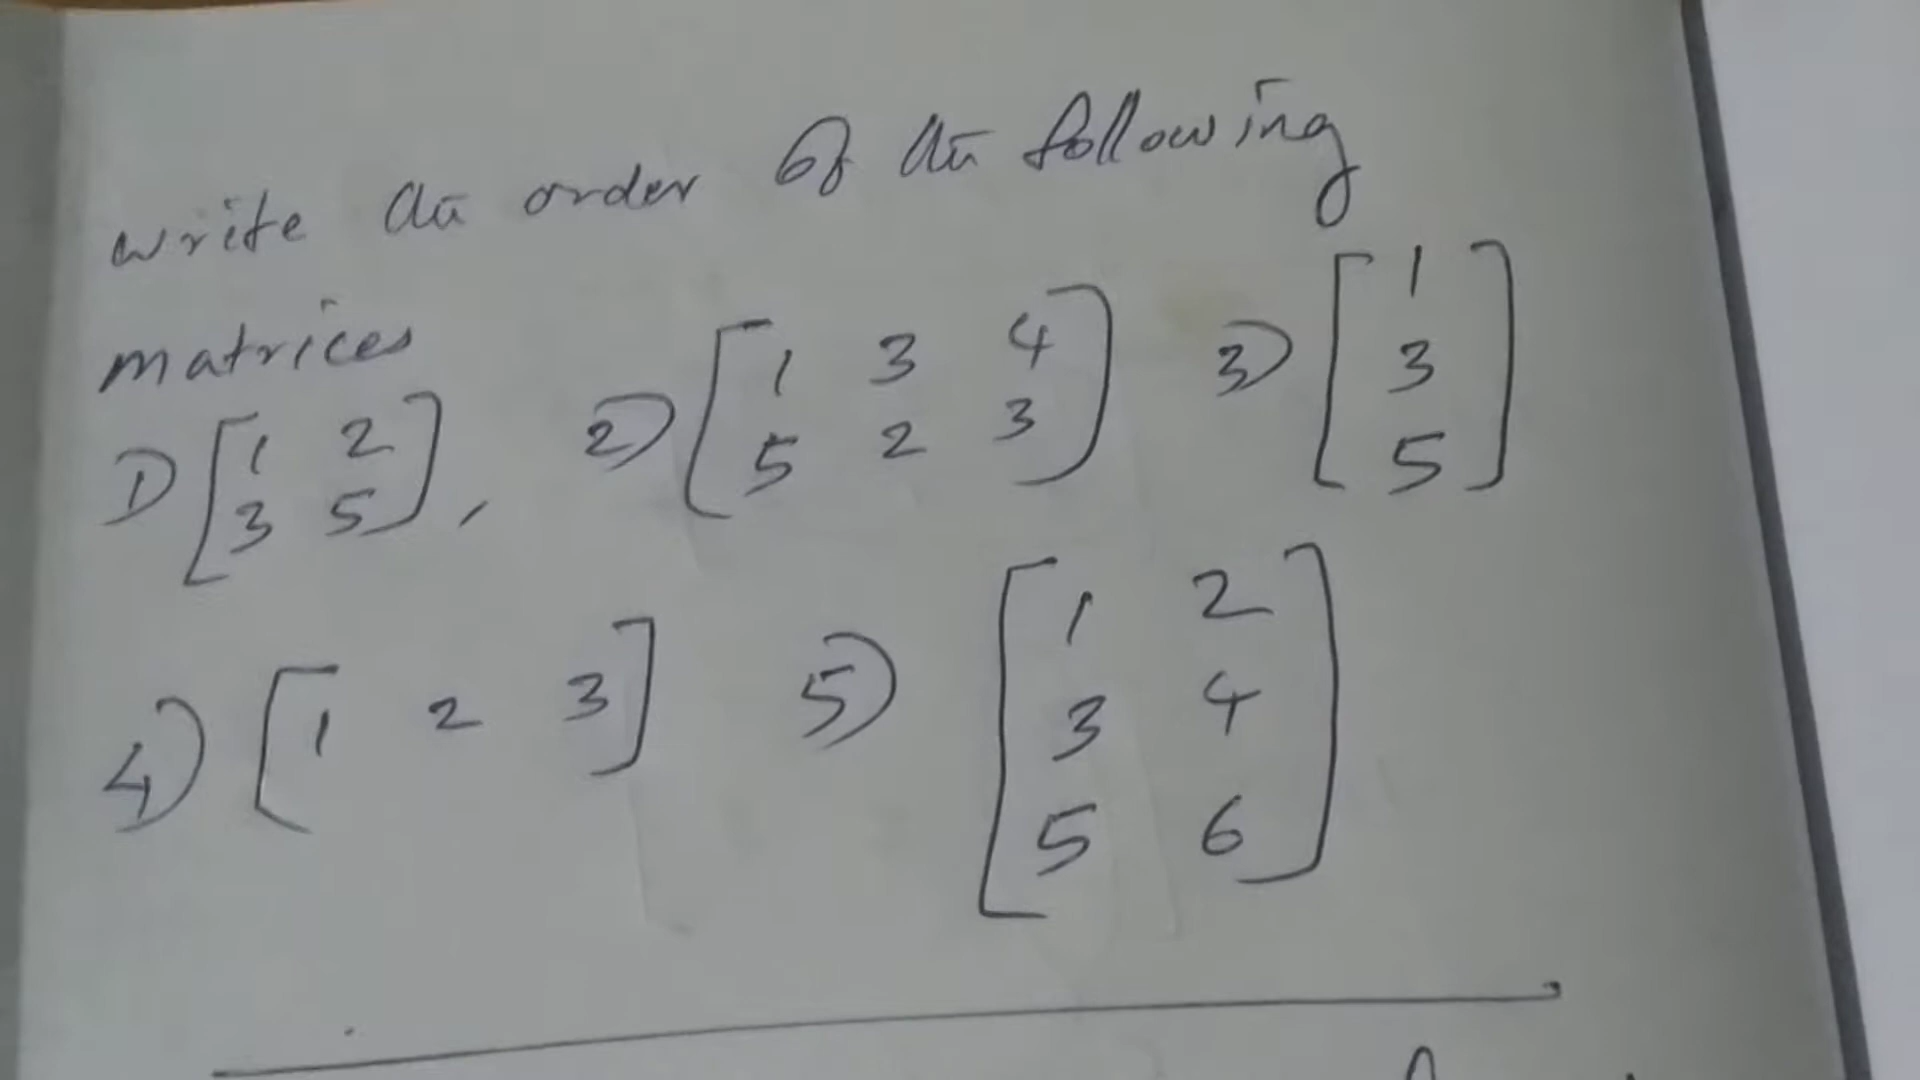 write the order of the following
matrices
1) [1 2
3 5], 2) [1 3 4
5 2 3] 3) [1
3
5]
4) [1 2 3] 5) [1 2
3 4
5 6]